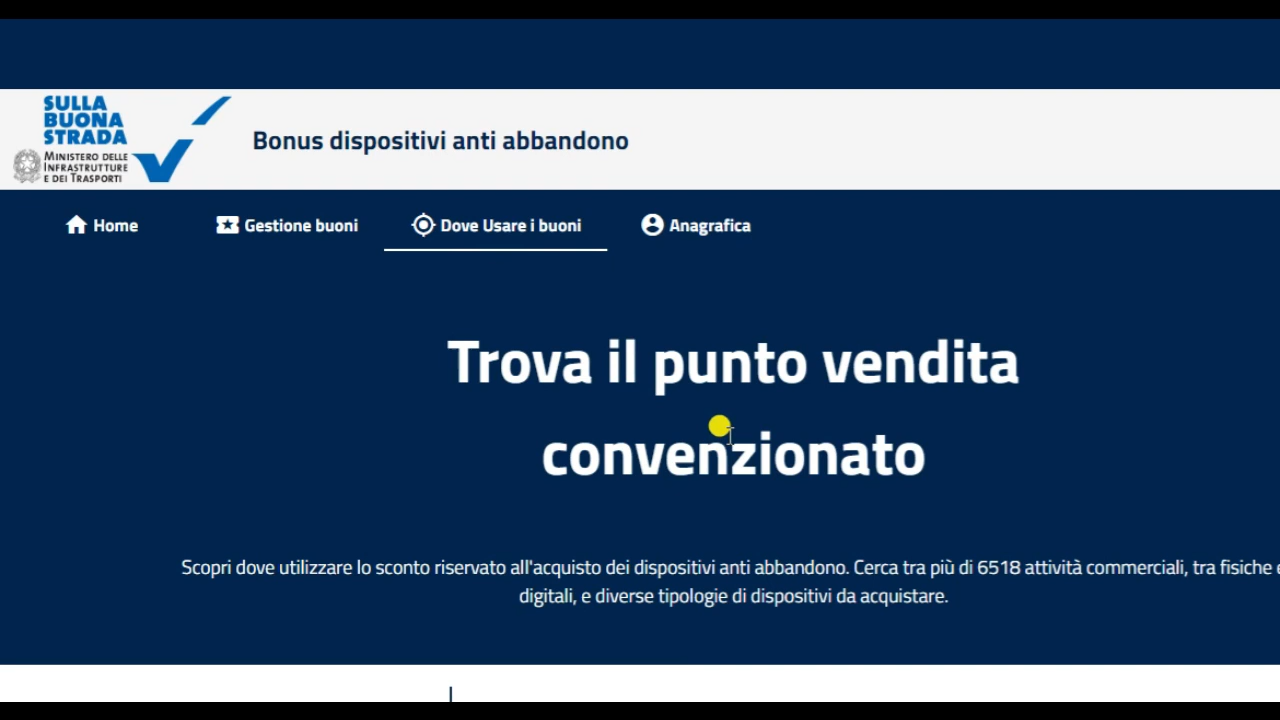 SULLA
BUONA
STRADA
MINISTERO DELLE
INFRASTRUTTURE
E DEI TRASPORTI
Bonus dispositivi anti abbandono
Home
Gestione buoni
Dove Usare i buoni
Anagrafica
Trova il punto vendita
convenzionato
Scopri dove utilizzare lo sconto riservato all'acquisto dei dispositivi anti abbandono. Cerca tra più di 6518 attività commerciali, tra fisiche e
digitali, e diverse tipologie di dispositivi da acquistare.